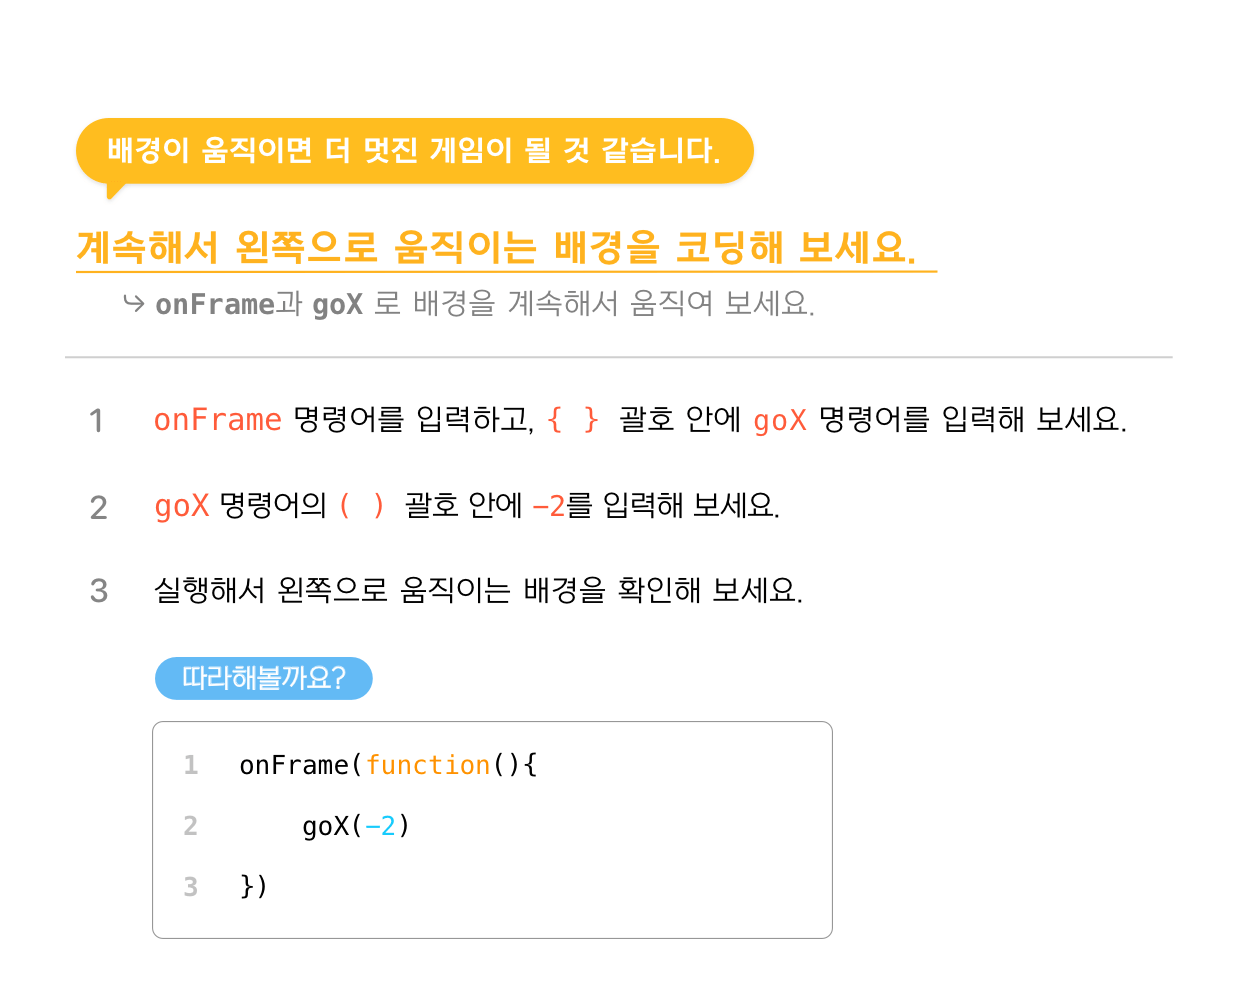 배경이 움직이면 더 멋진 게임이 될 것 같습니다.
계속해서 왼쪽으로 움직이는 배경을 코딩해 보세요.
↪ onFrame과 goX 로 배경을 계속해서 움직여 보세요.
1 onFrame 명령어를 입력하고, { } 괄호 안에 goX 명령어를 입력해 보세요.
2 goX 명령어의 ( ) 괄호 안에 -2를 입력해 보세요.
3 실행해서 왼쪽으로 움직이는 배경을 확인해 보세요.
따라해볼까요?
1 onFrame(function(){
2     goX(-2)
3 })